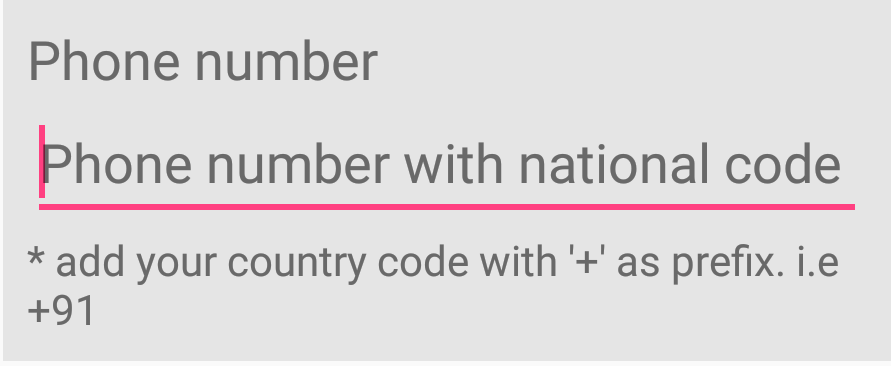 Phone number
Phone number with national code
* add your country code with '+' as prefix. i.e
+91